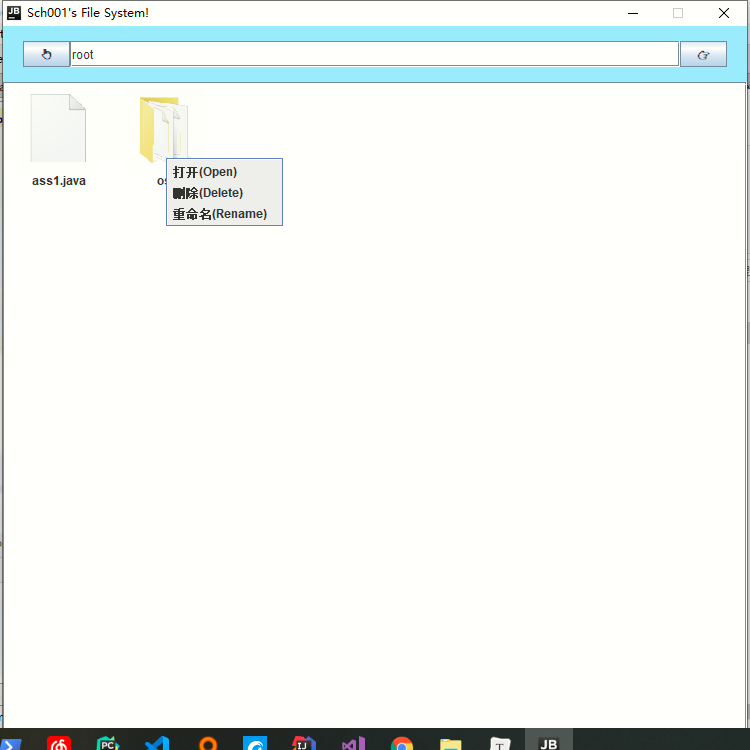 JB Sch001's File System!
root
ass1.java
os
打开(Open)
删除(Delete)
重命名(Rename)
PC IJ T JB